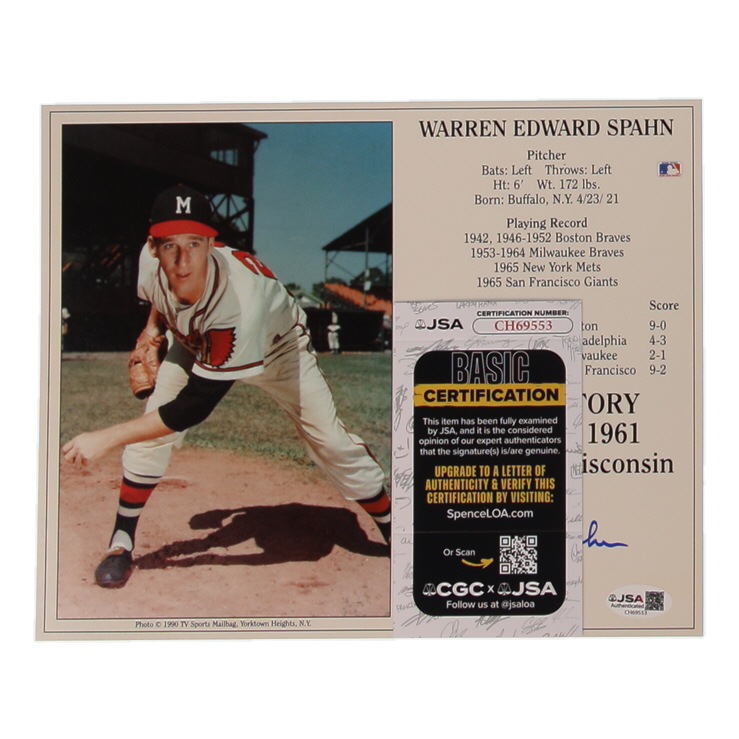 WARREN EDWARD SPAHN
Pitcher
Bats: Left Throws: Left
Ht: 6' Wt. 172 lbs.
Born: Buffalo, N.Y. 4/23/ 21
Playing Record
1942, 1946-1952 Boston Braves
1953-1964 Milwaukee Braves
1965 New York Mets
1965 San Francisco Giants
Score
ton 9-0
adelphia 4-3
waukee 2-1
Francisco 9-2
TORY
1961
isconsin
M
JSA
CERTIFICATION NUMBER:
CH69553
BASIC
CERTIFICATION
This item has been fully examined
by JSA, and it is the considered
opinion of our expert authenticators
that the signature(s) is/are genuine.
UPGRADE TO A LETTER OF
AUTHENTICITY & VERIFY THIS
CERTIFICATION BY VISITING:
SpenceLOA.com
Or Scan
CGC x JSA
Follow us at @jsaloa
JSA
Authenticated
CH69553
Photo © 1990 TV Sports Mailbag, Yorktown Heights, N.Y.